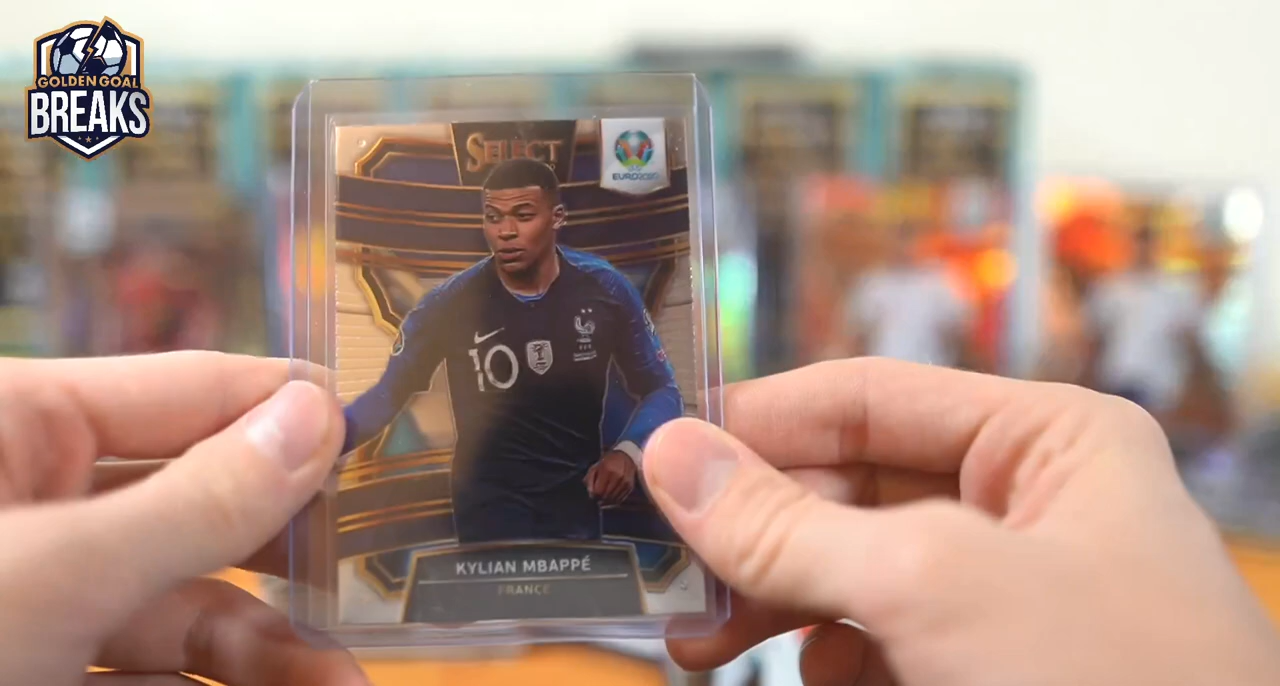 GOLDEN GOAL
BREAKS
SELECT
EURO2020
10
KYLIAN MBAPPÉ
FRANCE